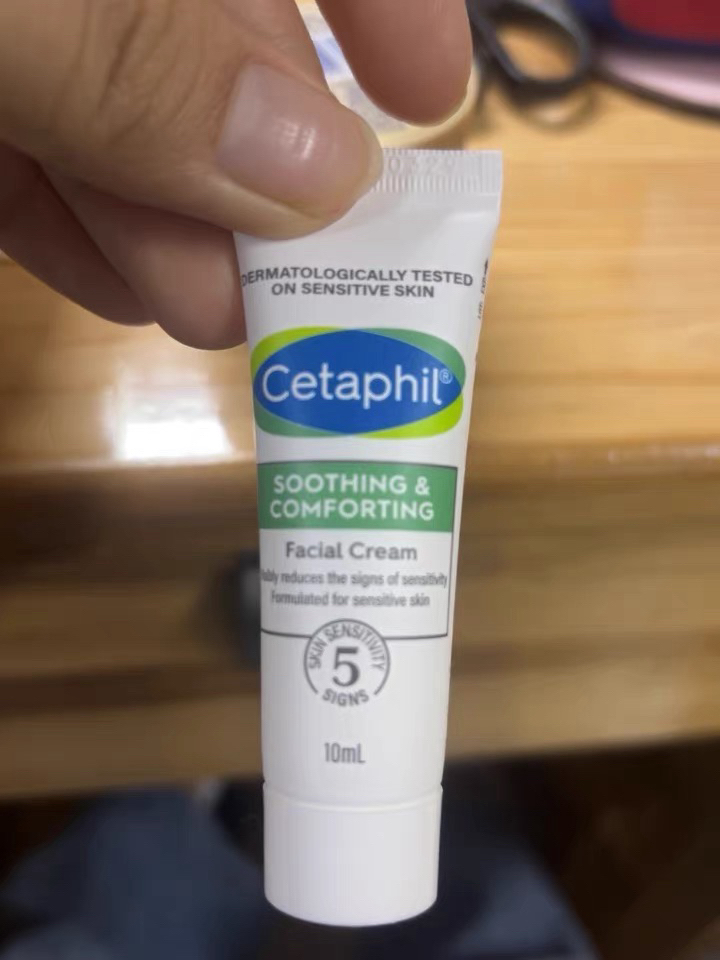 DERMATOLOGICALLY TESTED
ON SENSITIVE SKIN
Cetaphil®
SOOTHING &
COMFORTING
Facial Cream
reduces the signs of sensitivity
Formulated for sensitive skin
SKIN SENSITIVITY
5
SIGNS
10mL